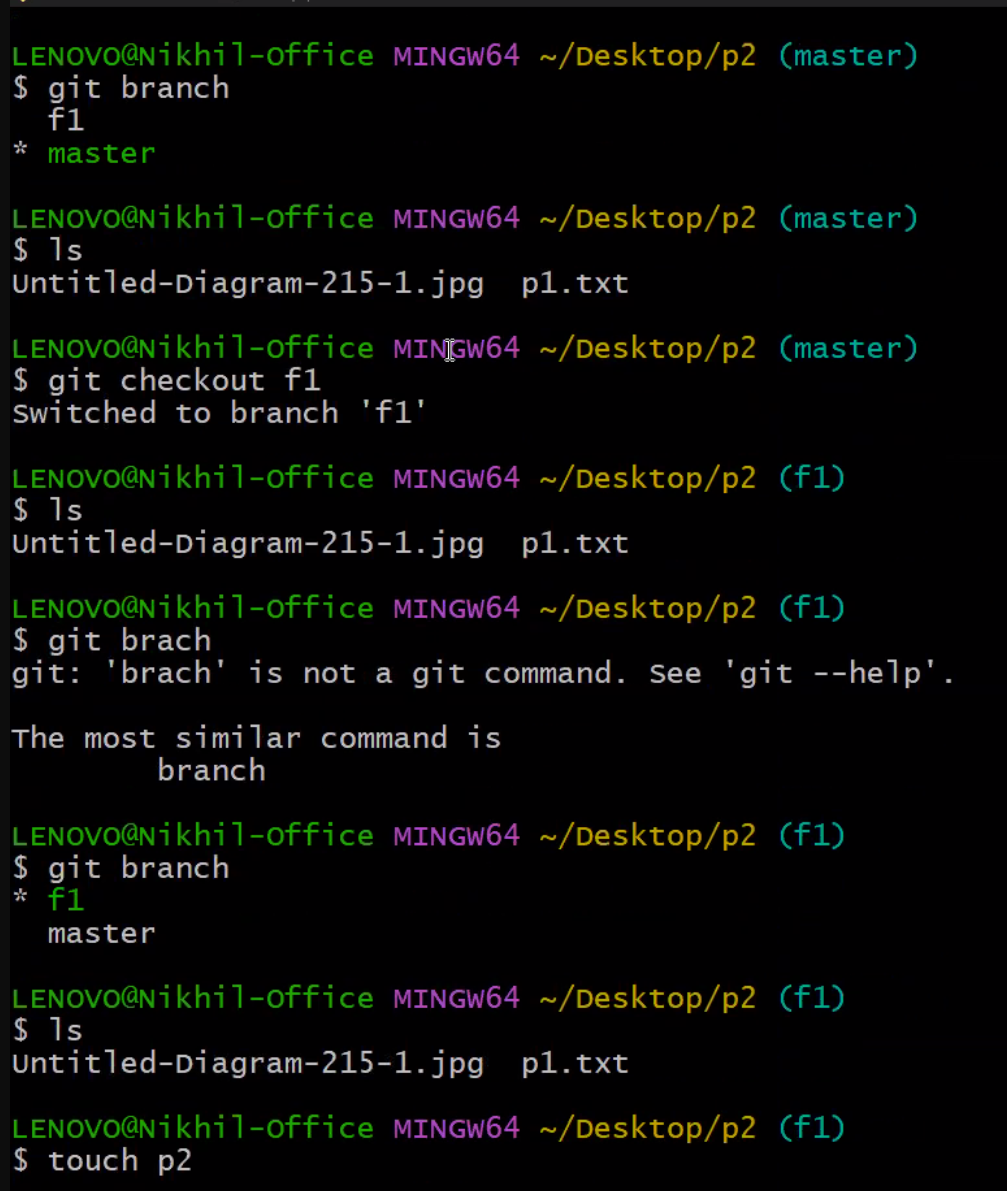 LENOVO@Nikhil-Office MINGW64 ~/Desktop/p2 (master)
$ git branch
  f1
* master

LENOVO@Nikhil-Office MINGW64 ~/Desktop/p2 (master)
$ ls
Untitled-Diagram-215-1.jpg  p1.txt

LENOVO@Nikhil-Office MINGW64 ~/Desktop/p2 (master)
$ git checkout f1
Switched to branch 'f1'

LENOVO@Nikhil-Office MINGW64 ~/Desktop/p2 (f1)
$ ls
Untitled-Diagram-215-1.jpg  p1.txt

LENOVO@Nikhil-Office MINGW64 ~/Desktop/p2 (f1)
$ git brach
git: 'brach' is not a git command. See 'git --help'.

The most similar command is
        branch

LENOVO@Nikhil-Office MINGW64 ~/Desktop/p2 (f1)
$ git branch
* f1
  master

LENOVO@Nikhil-Office MINGW64 ~/Desktop/p2 (f1)
$ ls
Untitled-Diagram-215-1.jpg  p1.txt

LENOVO@Nikhil-Office MINGW64 ~/Desktop/p2 (f1)
$ touch p2